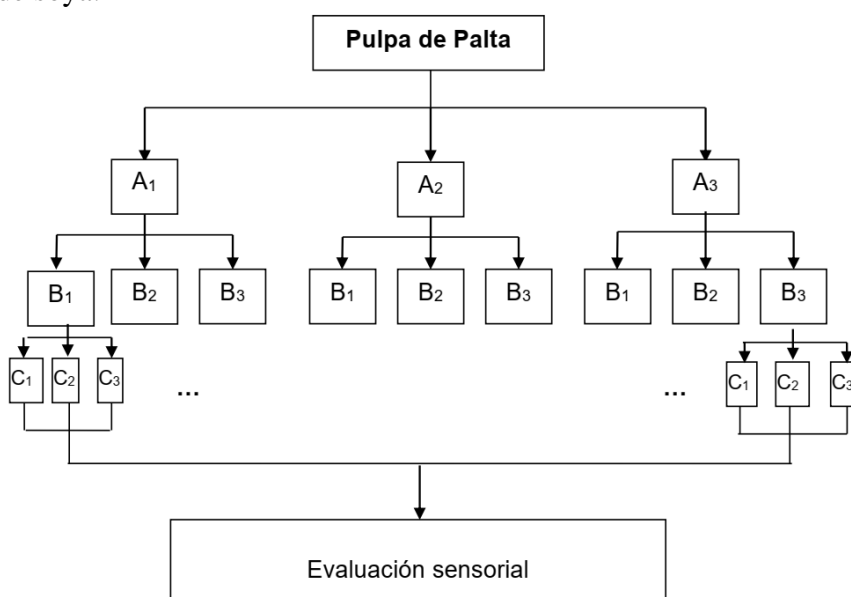 Pulpa de Palta
A₁ A₂ A₃
B₁ B₂ B₃ B₁ B₂ B₃ B₁ B₂ B₃
C₁ C₂ C₃ ... ... C₁ C₂ C₃
Evaluación sensorial